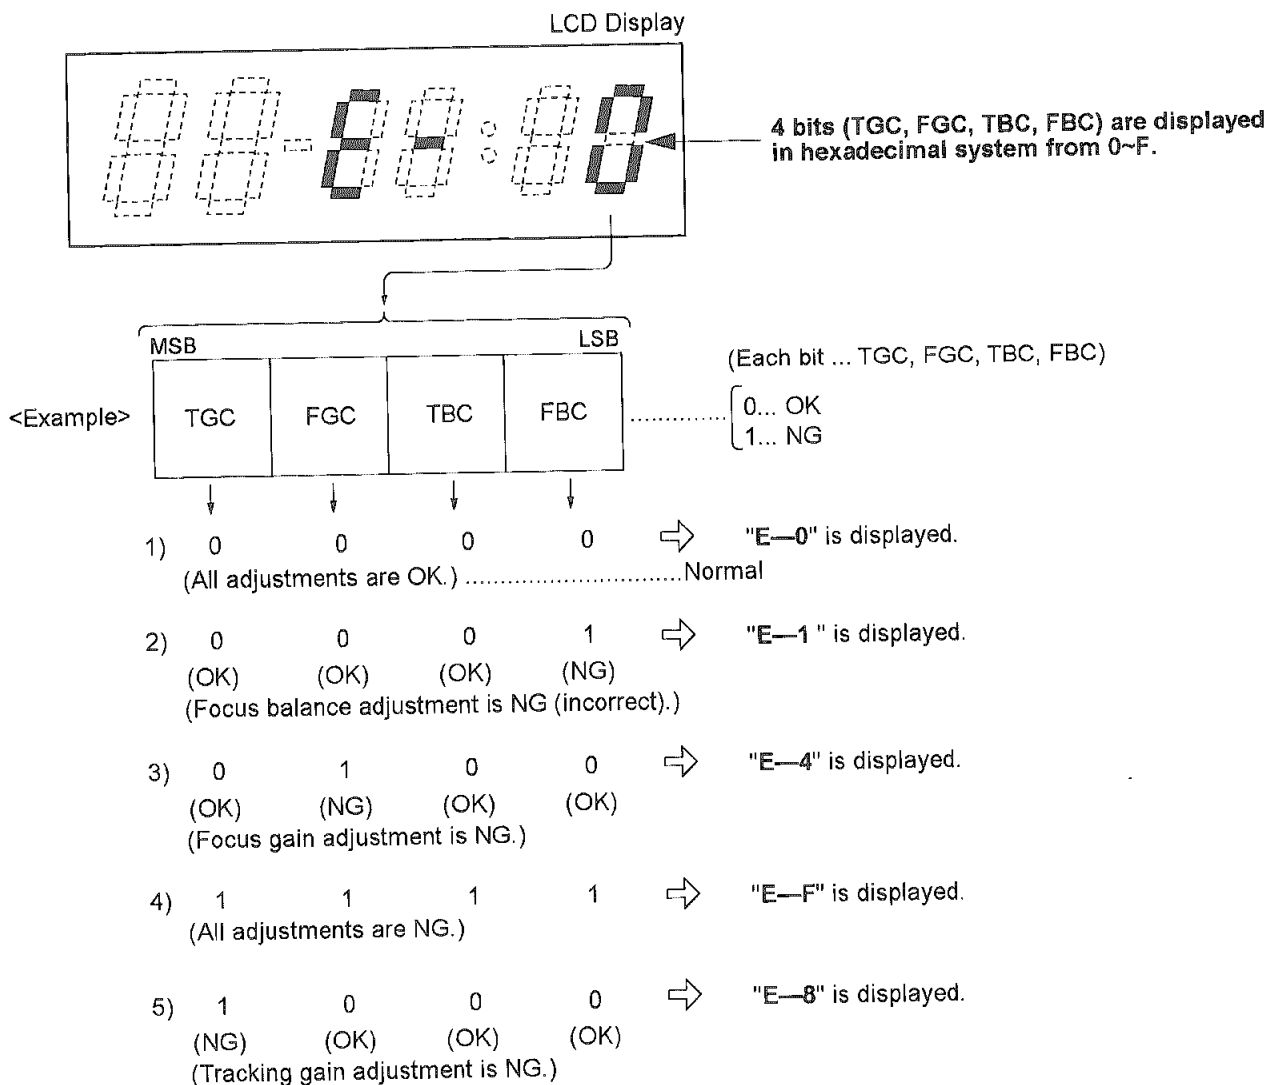 LCD Display
4 bits (TGC, FGC, TBC, FBC) are displayed
in hexadecimal system from 0~F.
MSB LSB
(Each bit ... TGC, FGC, TBC, FBC)
<Example> TGC FGC TBC FBC ............ 0... OK
1... NG
1) 0 0 0 0 ⇨ "E—0" is displayed.
(All adjustments are OK.) ............................Normal
2) 0 0 0 1 ⇨ "E—1 " is displayed.
(OK) (OK) (OK) (NG)
(Focus balance adjustment is NG (incorrect).)
3) 0 1 0 0 ⇨ "E—4" is displayed.
(OK) (NG) (OK) (OK)
(Focus gain adjustment is NG.)
4) 1 1 1 1 ⇨ "E—F" is displayed.
(All adjustments are NG.)
5) 1 0 0 0 ⇨ "E—8" is displayed.
(NG) (OK) (OK) (OK)
(Tracking gain adjustment is NG.)